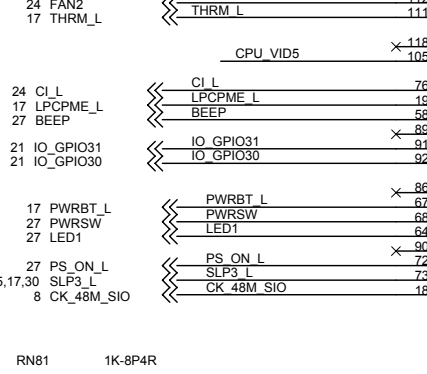 24 FAN2
17 THRM_L THRM_L 111
118
CPU_VID5 105
24 CI_L CI_L 76
17 LPCPME_L LPCPME_L 19
27 BEEP BEEP 58
89
21 IO_GPIO31 IO_GPIO31 91
21 IO_GPIO30 IO_GPIO30 92
86
17 PWRBT_L PWRBT_L 67
27 PWRSW PWRSW 68
27 LED1 LED1 64
90
27 PS_ON_L PS_ON_L 72
5,17,30 SLP3_L SLP3_L 73
8 CK_48M_SIO CK_48M_SIO 18
RN81 1K-8P4R